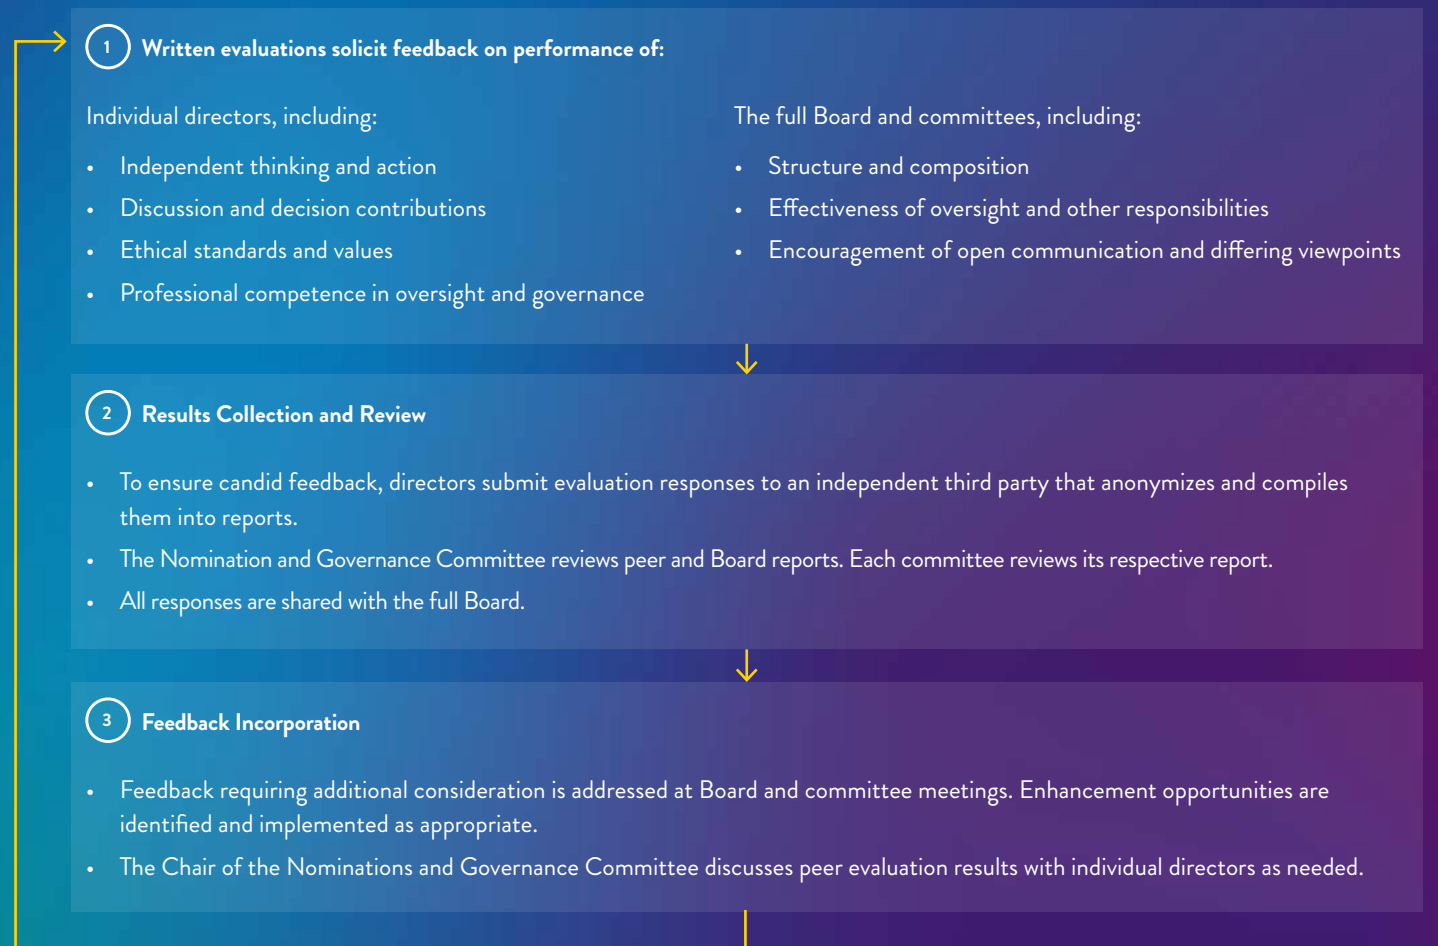 1 Written evaluations solicit feedback on performance of:
Individual directors, including:
• Independent thinking and action
• Discussion and decision contributions
• Ethical standards and values
• Professional competence in oversight and governance
The full Board and committees, including:
• Structure and composition
• Effectiveness of oversight and other responsibilities
• Encouragement of open communication and differing viewpoints
2 Results Collection and Review
• To ensure candid feedback, directors submit evaluation responses to an independent third party that anonymizes and compiles
them into reports.
• The Nomination and Governance Committee reviews peer and Board reports. Each committee reviews its respective report.
• All responses are shared with the full Board.
3 Feedback Incorporation
• Feedback requiring additional consideration is addressed at Board and committee meetings. Enhancement opportunities are
identified and implemented as appropriate.
• The Chair of the Nominations and Governance Committee discusses peer evaluation results with individual directors as needed.